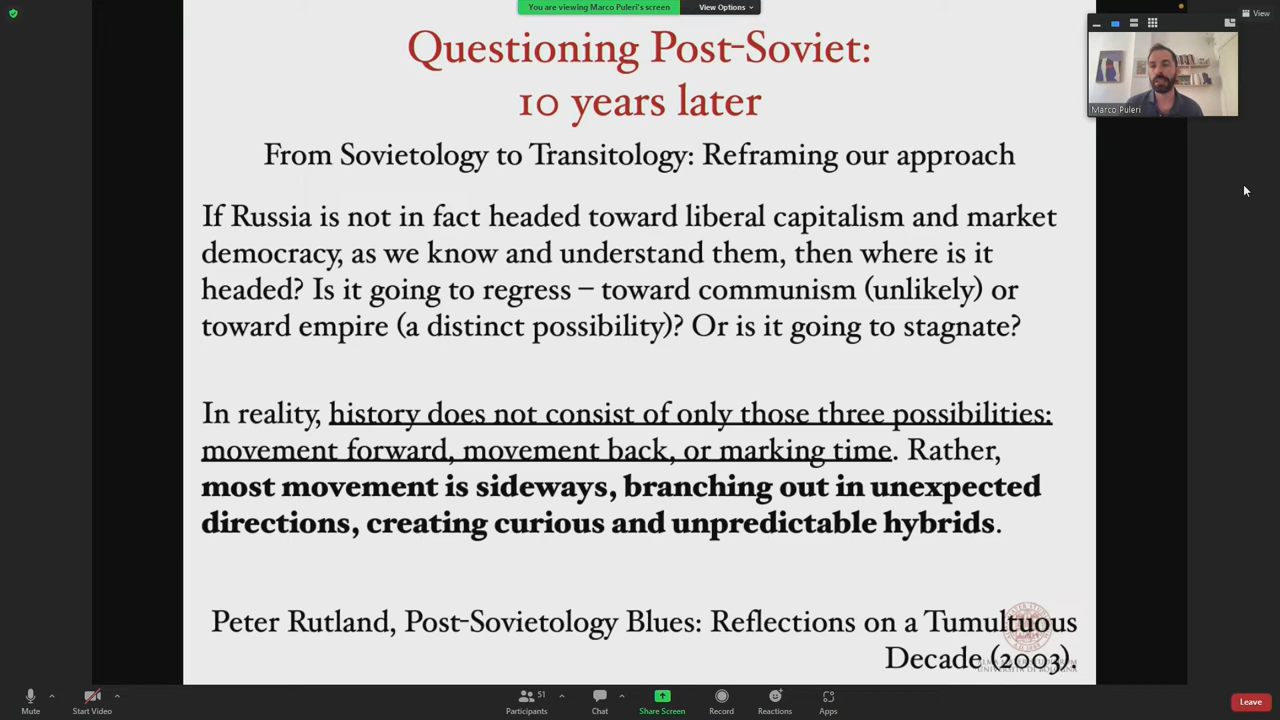 You are viewing Marco Puleri's screen
View Options
View
Questioning Post-Soviet:
10 years later
Marco Puleri
From Sovietology to Transitology: Reframing our approach
If Russia is not in fact headed toward liberal capitalism and market
democracy, as we know and understand them, then where is it
headed? Is it going to regress – toward communism (unlikely) or
toward empire (a distinct possibility)? Or is it going to stagnate?
In reality, history does not consist of only those three possibilities:
movement forward, movement back, or marking time. Rather,
most movement is sideways, branching out in unexpected
directions, creating curious and unpredictable hybrids.
Peter Rutland, Post-Sovietology Blues: Reflections on a Tumultuous
Decade (2003).
Mute
Start Video
51
Participants
Chat
Share Screen
Record
Reactions
Apps
Leave